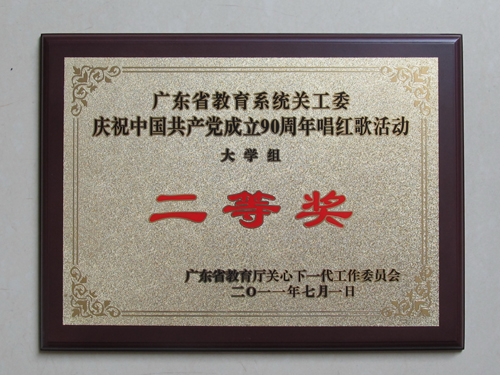 广东省教育系统关工委
庆祝中国共产党成立90周年唱红歌活动
大学组
二等奖
广东省教育厅关心下一代工作委员会
二〇一一年七月一日